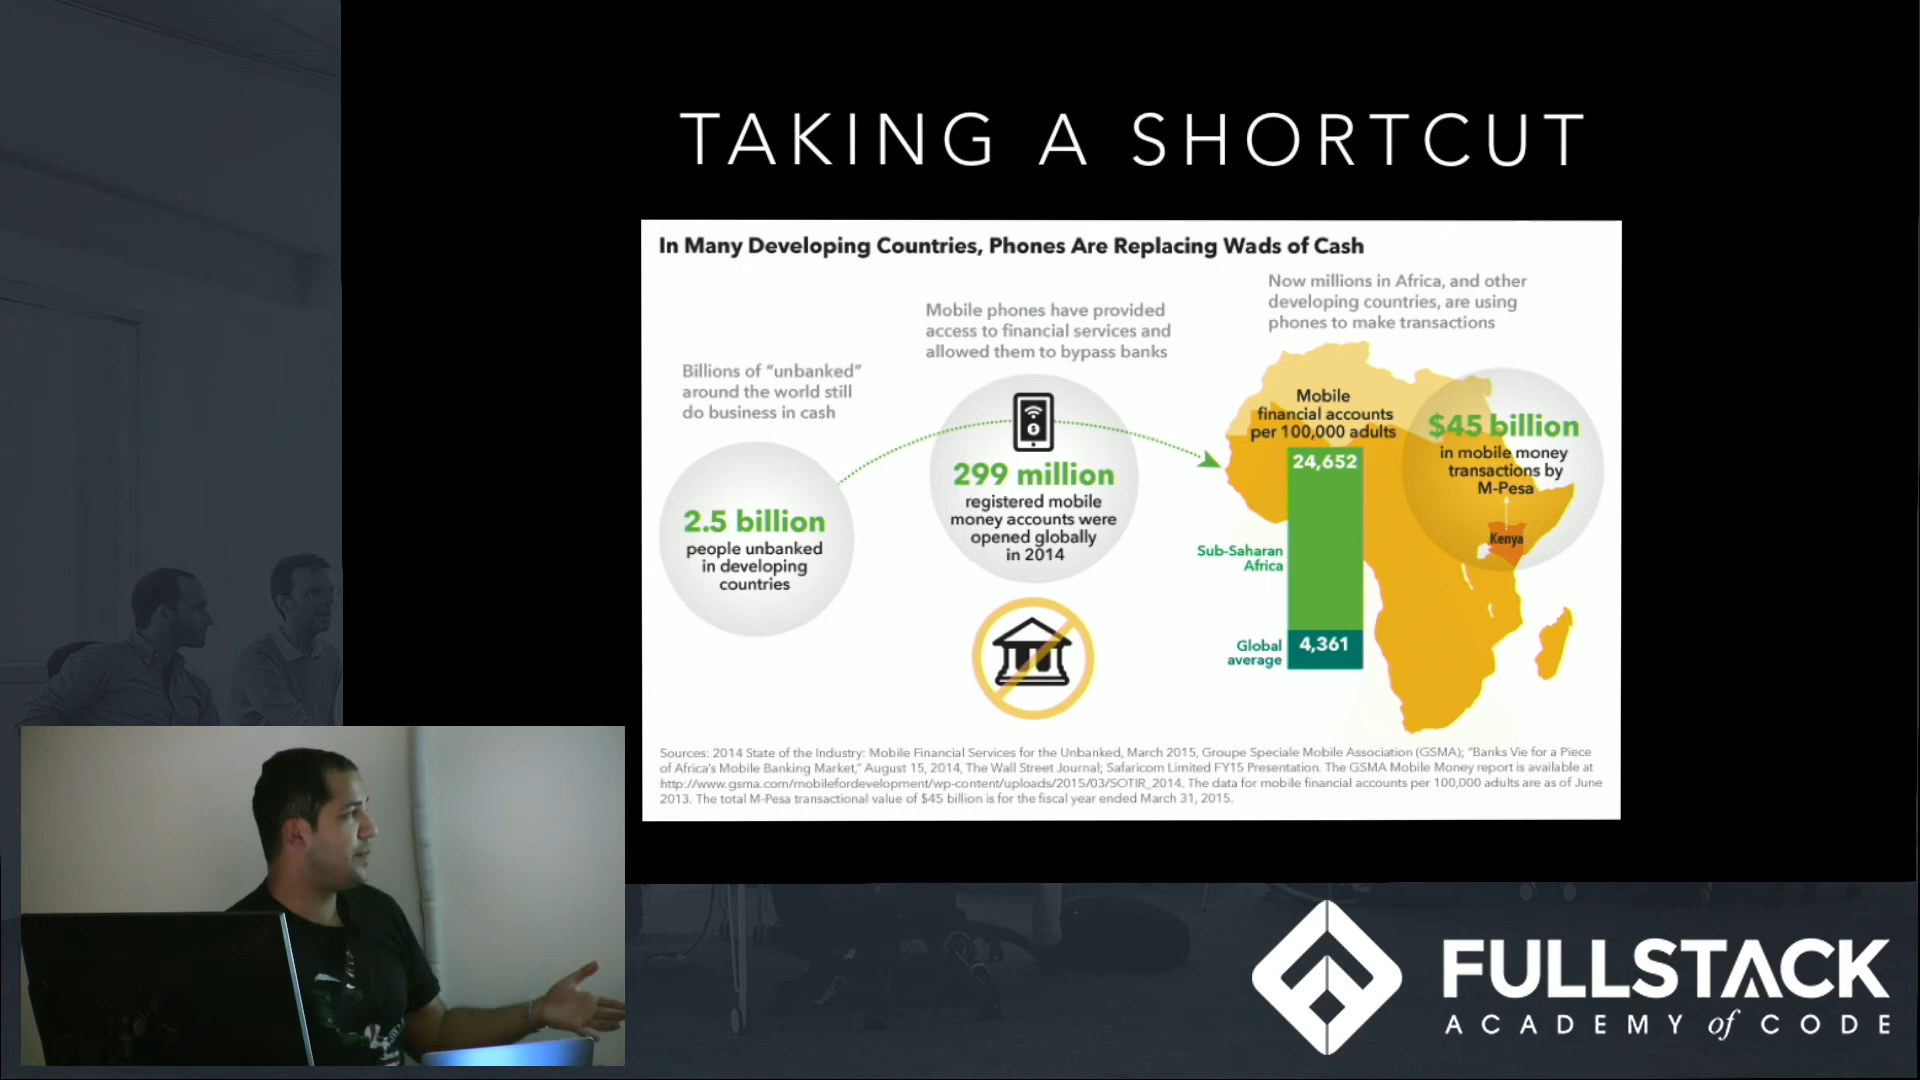 TAKING A SHORTCUT
In Many Developing Countries, Phones Are Replacing Wads of Cash
Billions of "unbanked"
around the world still
do business in cash
2.5 billion
people unbanked
in developing
countries
Mobile phones have provided
access to financial services and
allowed them to bypass banks
299 million
registered mobile
money accounts were
opened globally
in 2014
Now millions in Africa, and other
developing countries, are using
phones to make transactions
Mobile
financial accounts
per 100,000 adults
24,652
Sub-Saharan
Africa
4,361
Global
average
$45 billion
in mobile money
transactions by
M-Pesa
Kenya
Sources: 2014 State of the Industry: Mobile Financial Services for the Unbanked, March 2015, Groupe Speciale Mobile Association (GSMA); "Banks Vie for a Piece
of Africa's Mobile Banking Market," August 15, 2014, The Wall Street Journal; Safaricom Limited FY15 Presentation. The GSMA Mobile Money report is available at
http://www.gsma.com/mobilefordevelopment/wp-content/uploads/2015/03/SOTIR_2014. The data for mobile financial accounts per 100,000 adults are as of June
2013. The total M-Pesa transactional value of $45 billion is for the fiscal year ended March 31, 2015.
FULLSTACK
ACADEMY of CODE